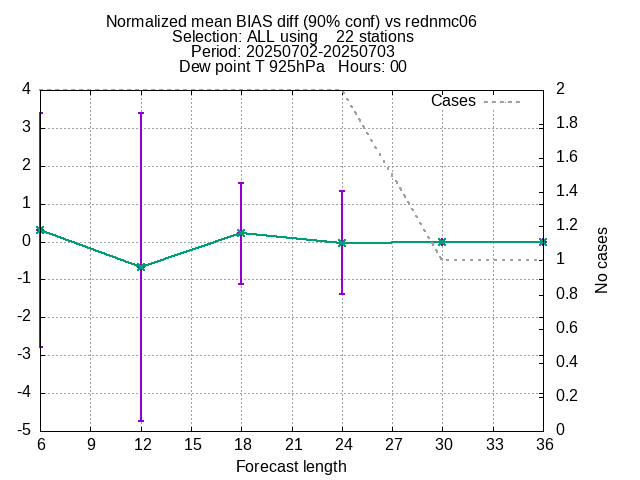 Normalized mean BIAS diff (90% conf) vs rednmc06
Selection: ALL using    22 stations
Period: 20250702-20250703
Dew point T 925hPa   Hours: 00
Cases
4
3
2
1
0
-1
-2
-3
-4
-5
2
1.8
1.6
1.4
1.2
1
0.8
0.6
0.4
0.2
0
No cases
6 9 12 15 18 21 24 27 30 33 36
Forecast length